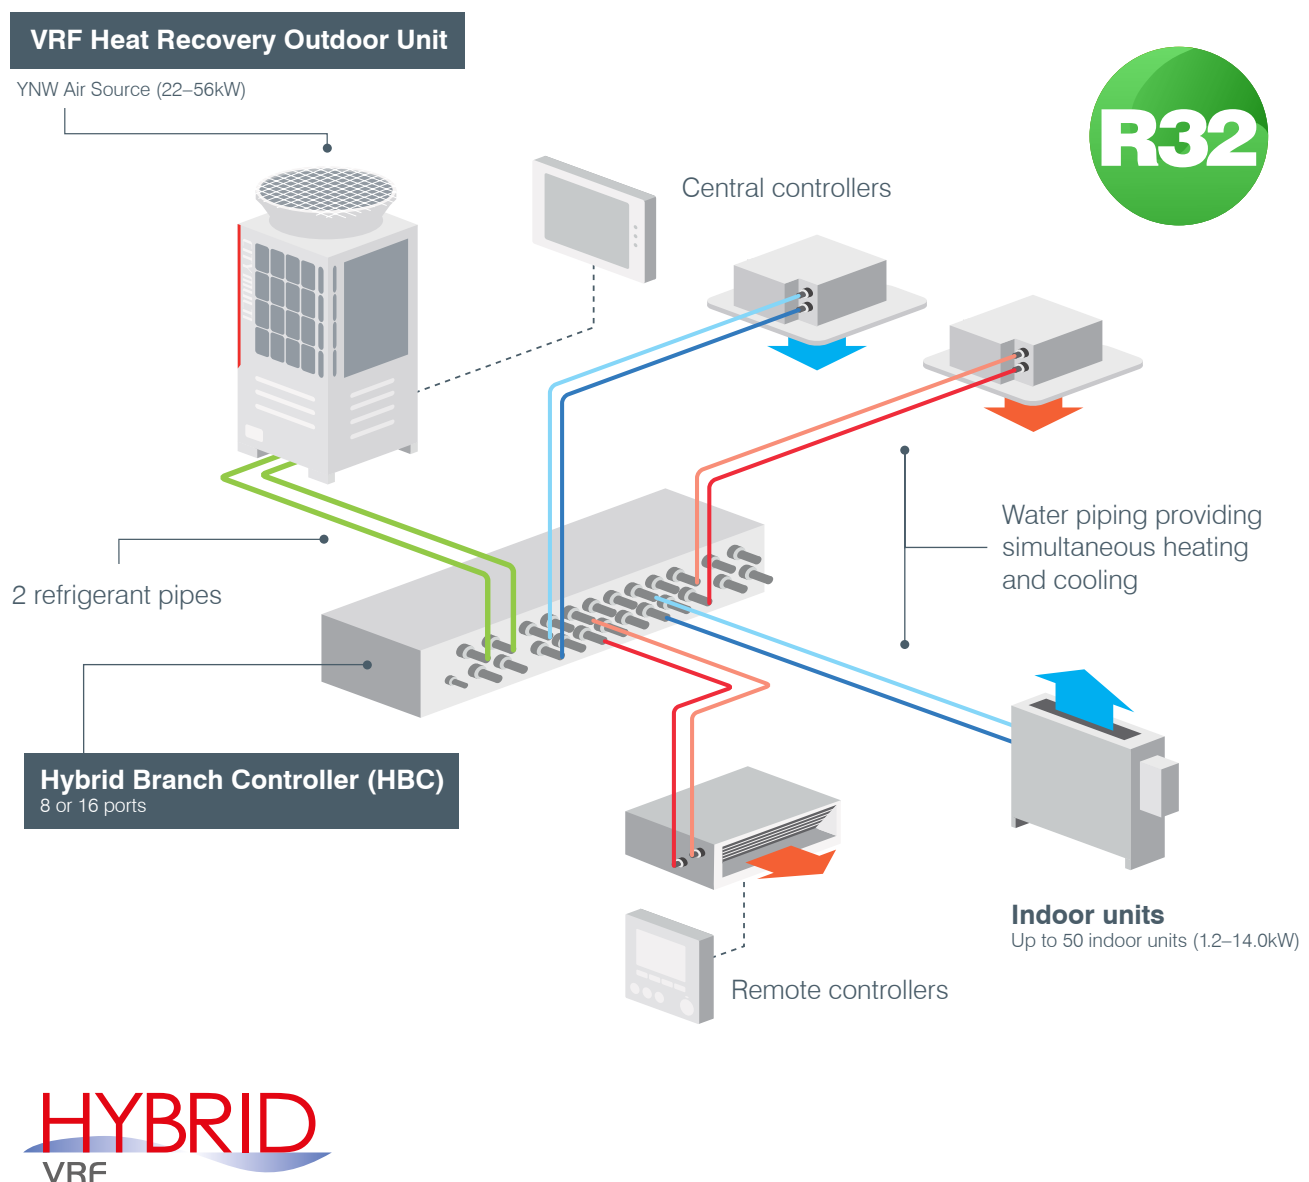 VRF Heat Recovery Outdoor Unit
YNW Air Source (22–56kW)
R32
Central controllers
Water piping providing
simultaneous heating
and cooling
2 refrigerant pipes
Hybrid Branch Controller (HBC)
8 or 16 ports
Indoor units
Up to 50 indoor units (1.2–14.0kW)
Remote controllers
HYBRID
VRF